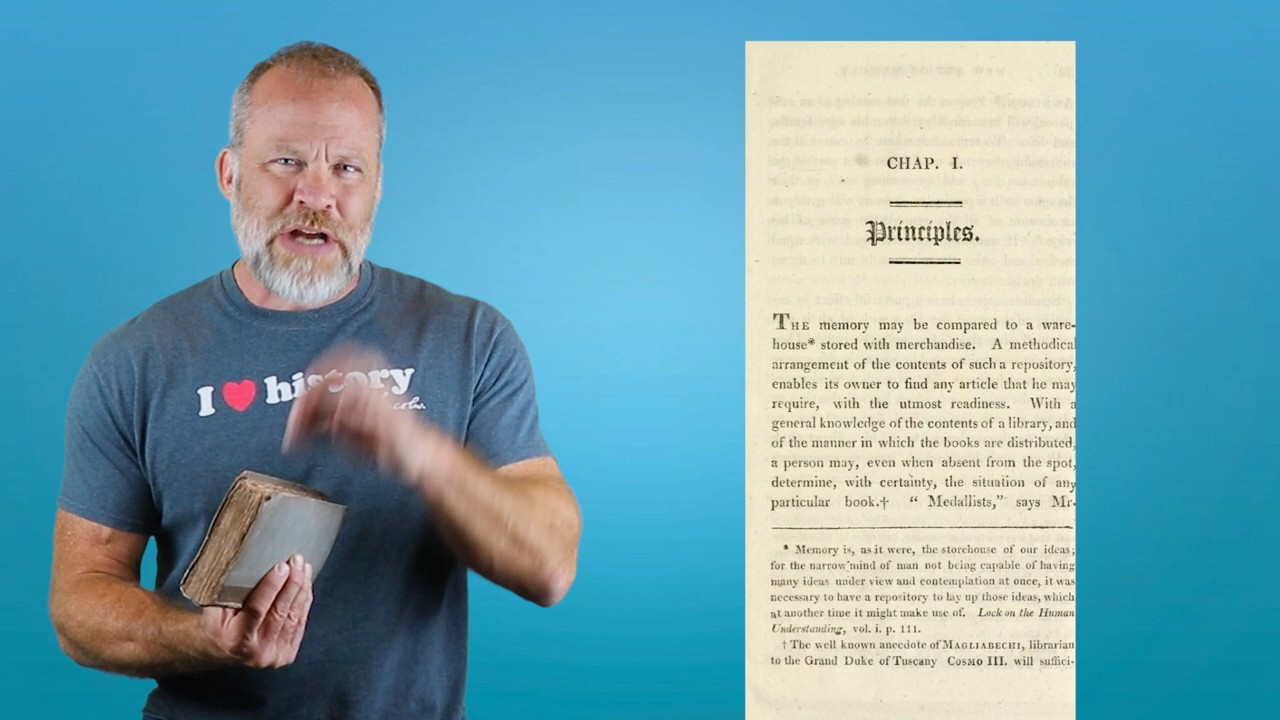 I ❤ history
CHAP. I.
Principles.
THE memory may be compared to a ware-
house* stored with merchandise. A methodical
arrangement of the contents of such a repository,
enables its owner to find any article that he may
require, with the utmost readiness. With a
general knowledge of the contents of a library, and
of the manner in which the books are distributed,
a person may, even when absent from the spot,
determine, with certainty, the situation of any
particular book.† “ Medallists,” says Mr.
* Memory is, as it were, the storehouse of our ideas;
for the narrow mind of man not being capable of having
many ideas under view and contemplation at once, it was
necessary to have a repository to lay up those ideas, which
at another time it might make use of. Lock on the Human
Understanding, vol. i. p. 111.
† The well known anecdote of MAGLIABECHI, librarian
to the Grand Duke of Tuscany COSMO III. will suffici-